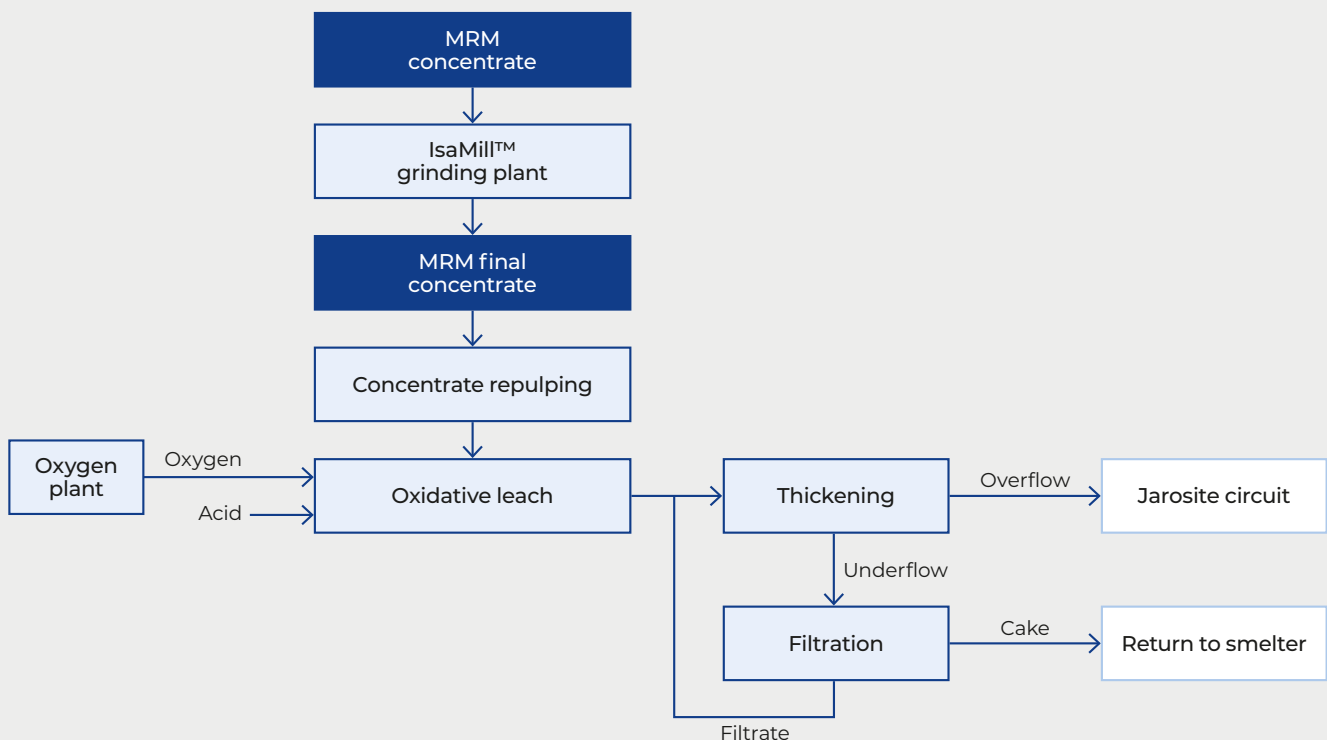 MRM
concentrate
IsaMill™
grinding plant
MRM final
concentrate
Concentrate repulping
Oxygen
plant
Oxygen
Acid
Oxidative leach
Thickening
Overflow
Jarosite circuit
Underflow
Filtration
Cake
Return to smelter
Filtrate